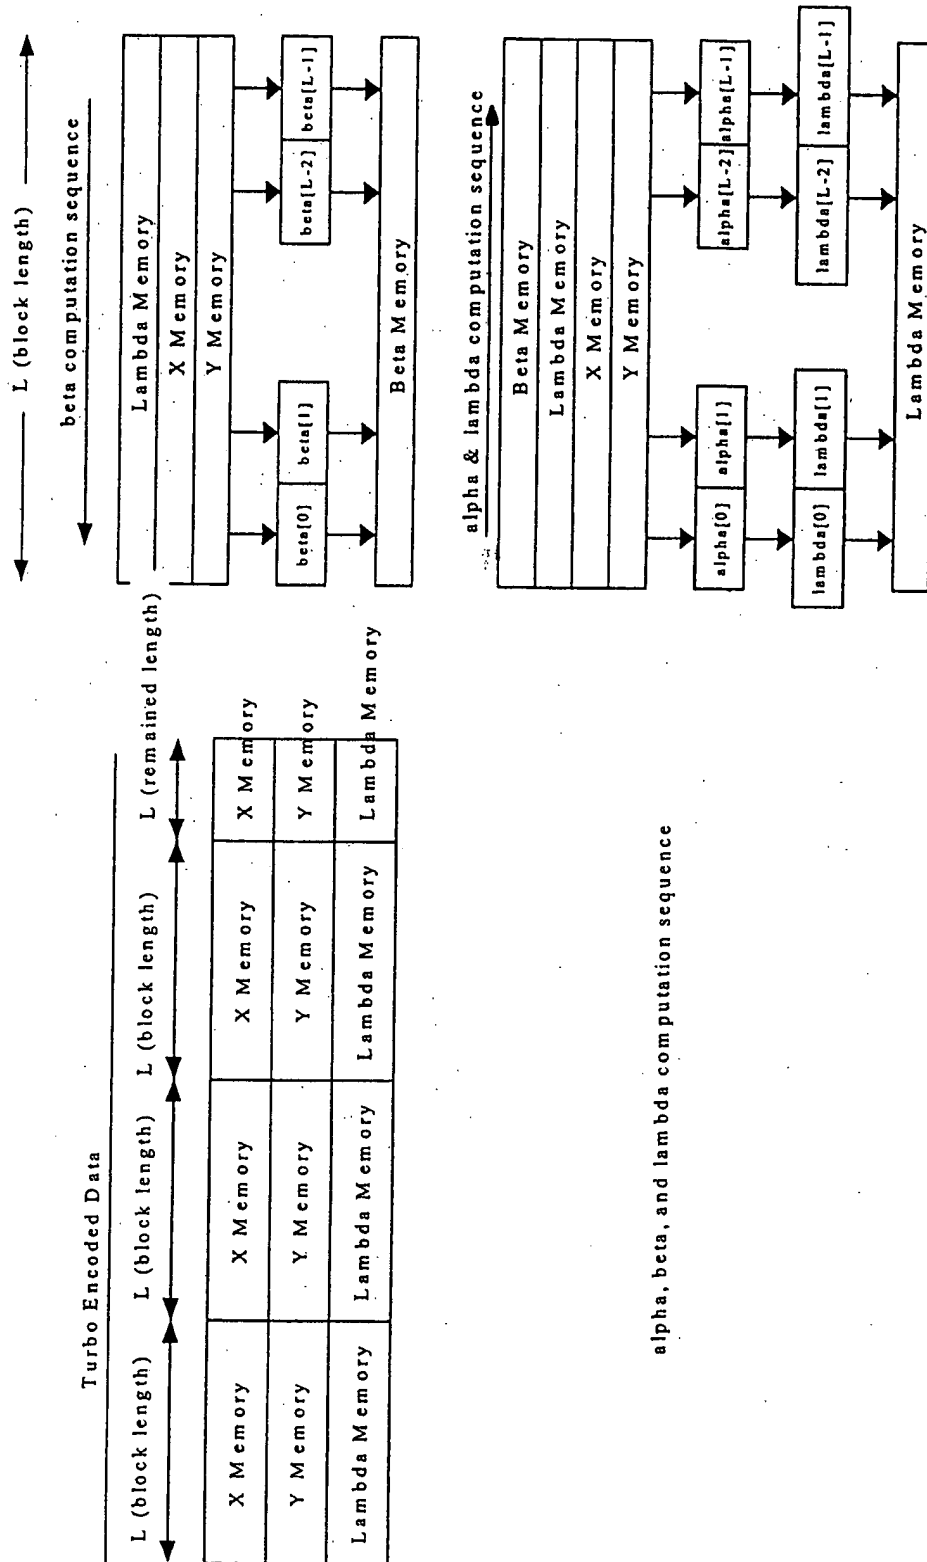 Turbo Encoded Data
L (block length) L (block length) L (block length) L (remained length)
X Memory X Memory X Memory X Memory
Y Memory Y Memory Y Memory Y Memory
Lambda Memory Lambda Memory Lambda Memory Lambda Memory
L (block length)
beta computation sequence
Lambda Memory
X Memory
Y Memory
beta[0] beta[1] beta[L-2] beta[L-1]
Beta Memory
alpha & lambda computation sequence
Beta Memory
Lambda Memory
X Memory
Y Memory
alpha[0] alpha[1] alpha[L-2] alpha[L-1]
lambda[0] lambda[1] lambda[L-2] lambda[L-1]
Lambda Memory
alpha, beta, and lambda computation sequence